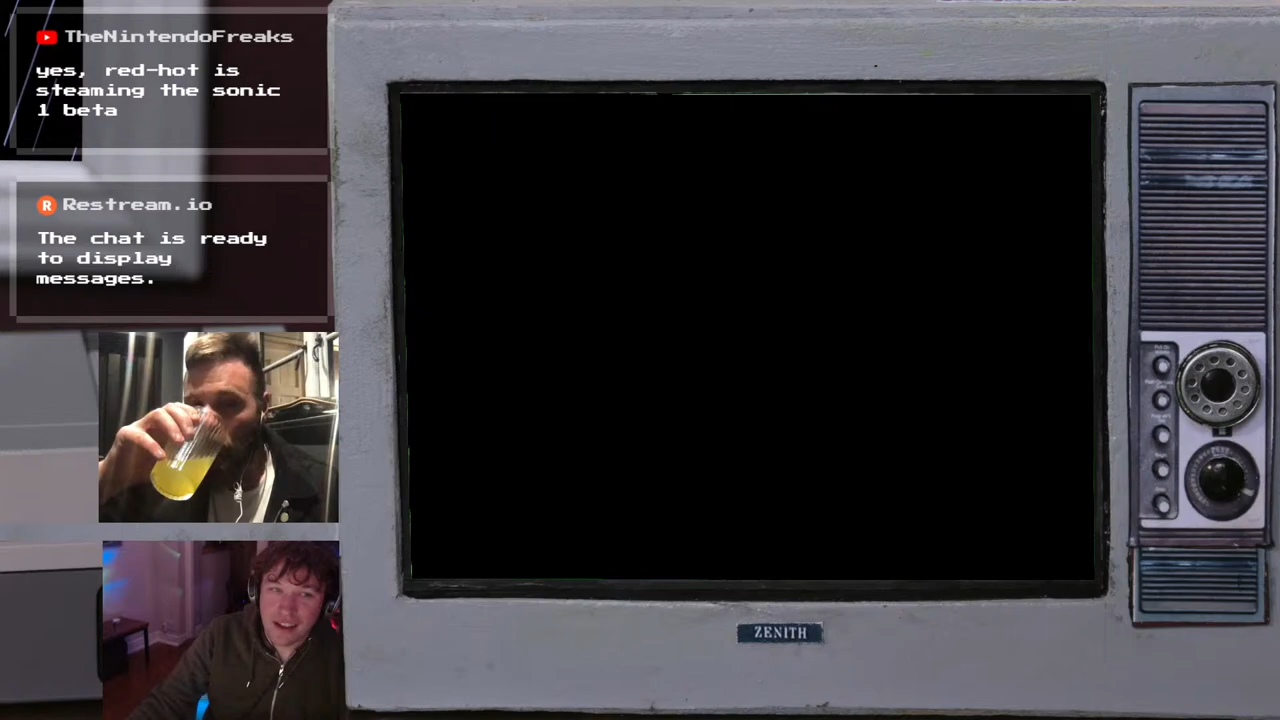 TheNintendoFreaks
yes, red-hot is
steaming the sonic
1 beta
R Restream.io
The chat is ready
to display
messages.
ZENITH